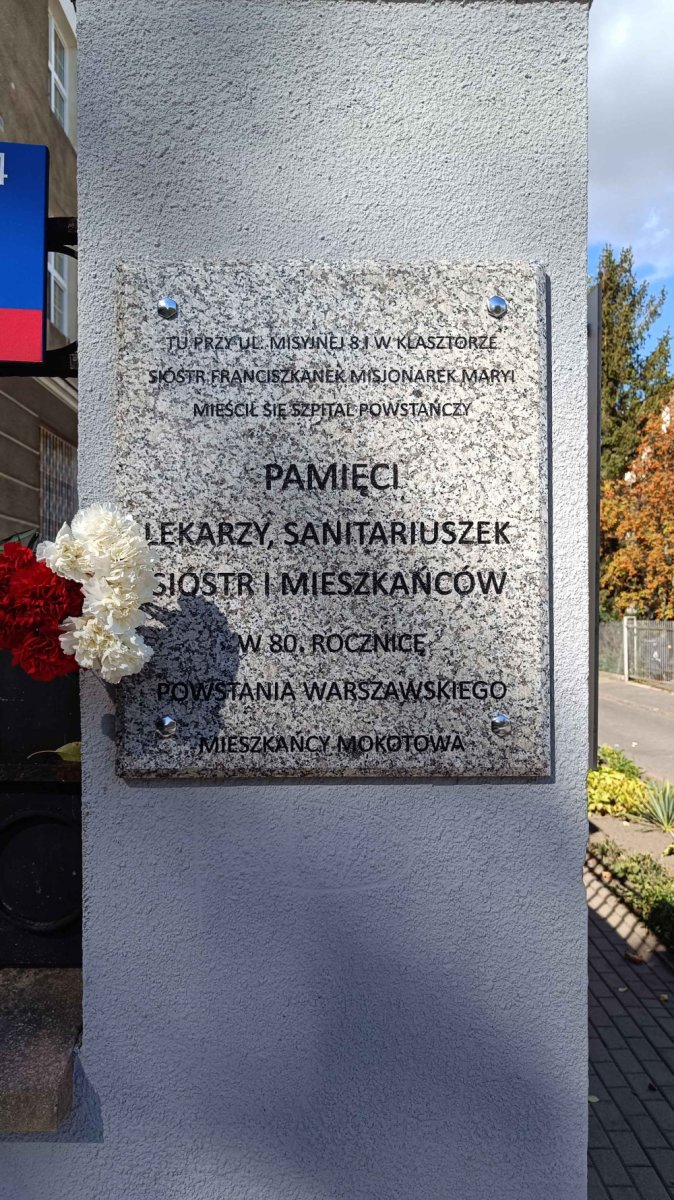 4
TU PRZY UL. MISYJNEJ 8 I W KLASZTORZE
SIÓSTR FRANCISZKANEK MISJONAREK MARYI
MIEŚCIŁ SIĘ SZPITAL POWSTAŃCZY
PAMIĘCI
LEKARZY, SANITARIUSZEK
SIÓSTR I MIESZKAŃCÓW
W 80. ROCZNICĘ
POWSTANIA WARSZAWSKIEGO
MIESZKAŃCY MOKOTOWA